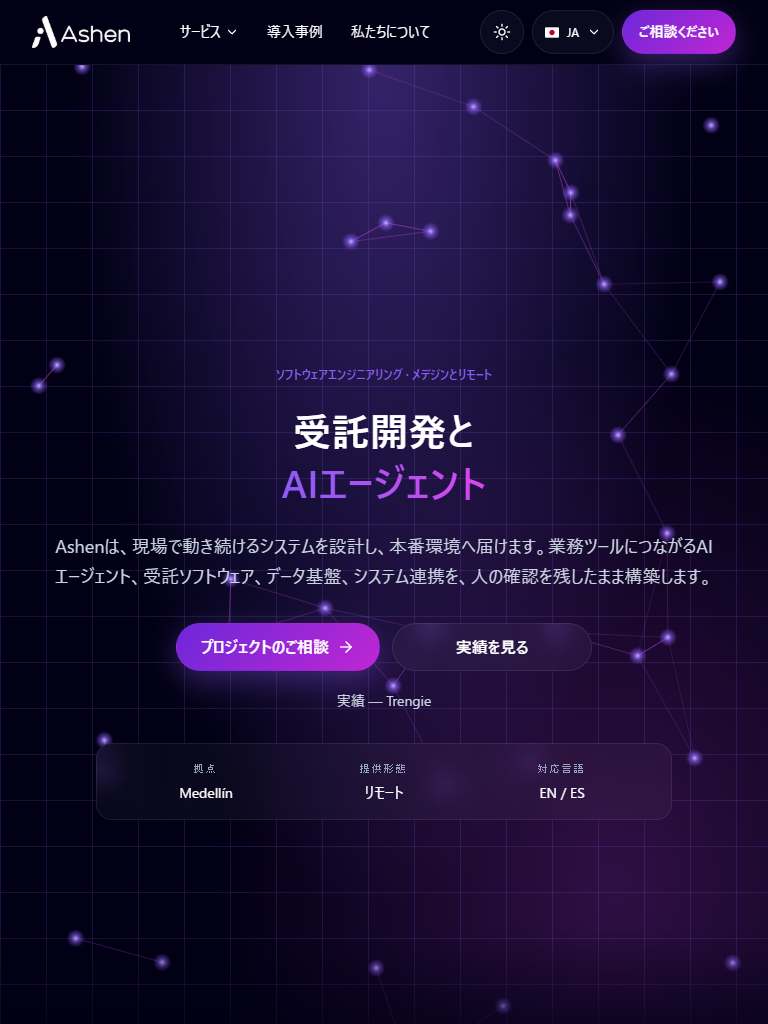 Ashen サービス 導入事例 私たちについて JA ご相談ください
ソフトウェアエンジニアリング · メデジンとリモート
受託開発と
AIエージェント
Ashenは、現場で動き続けるシステムを設計し、本番環境へ届けます。業務ツールにつながるAI
エージェント、受託ソフトウェア、データ基盤、システム連携を、人の確認を残したまま構築します。
プロジェクトのご相談 → 実績を見る
実績 — Trengie
拠点 提供形態 対応言語
Medellín リモート EN / ES